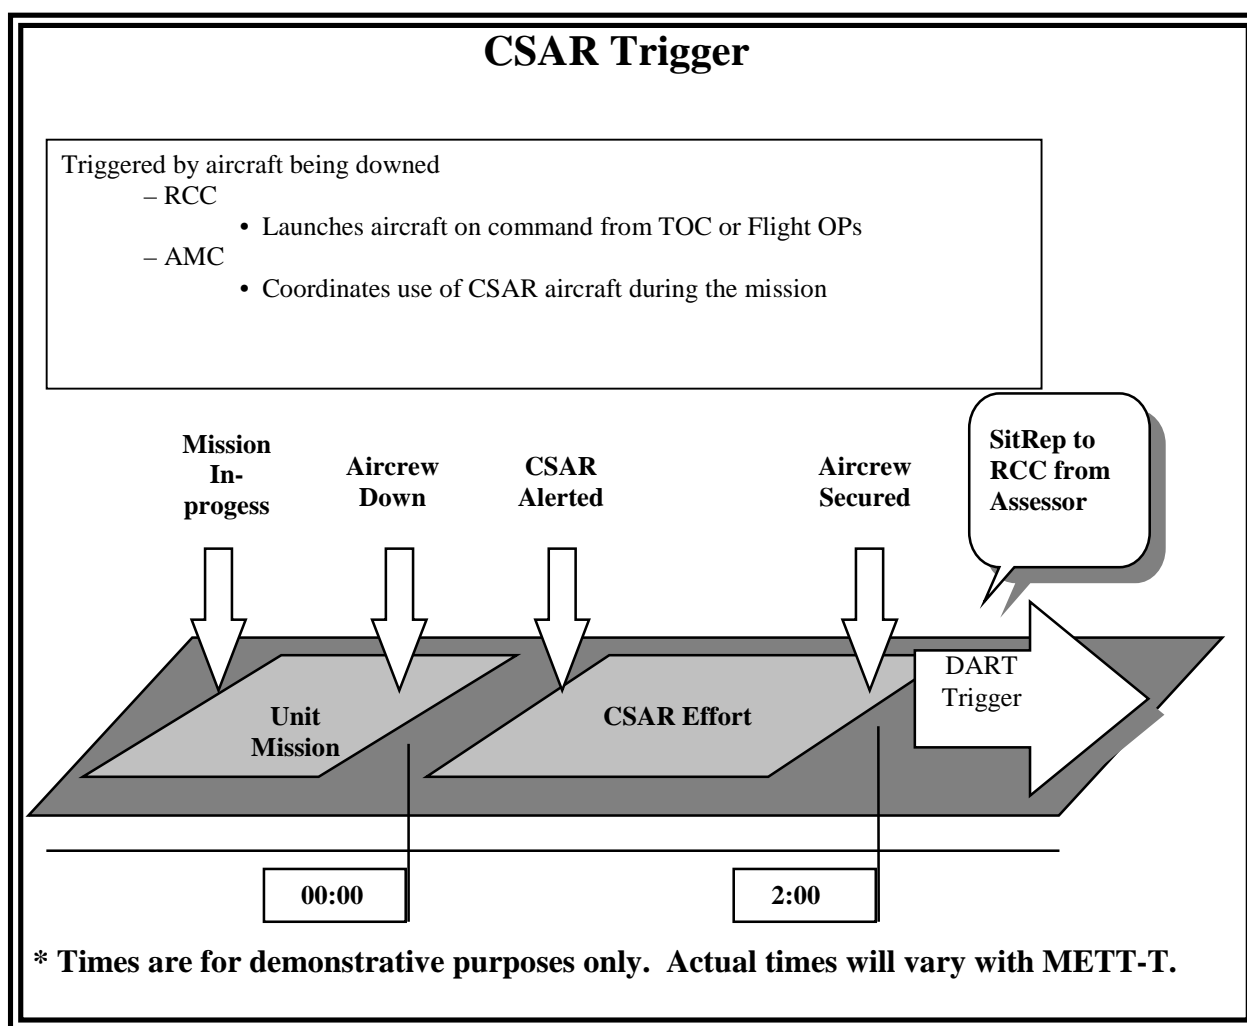 CSAR Trigger
Triggered by aircraft being downed
– RCC
• Launches aircraft on command from TOC or Flight OPs
– AMC
• Coordinates use of CSAR aircraft during the mission
Mission
In-
progess
Aircrew
Down
CSAR
Alerted
Aircrew
Secured
SitRep to
RCC from
Assessor
Unit
Mission
CSAR Effort
DART
Trigger
00:00
2:00
* Times are for demonstrative purposes only.  Actual times will vary with METT-T.